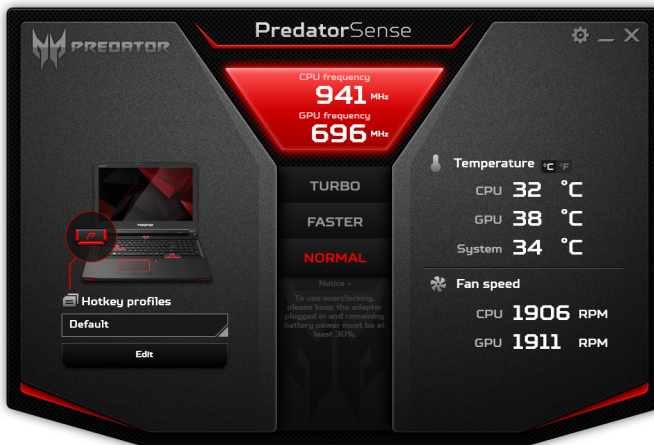 PredatorSense
PREDATOR
CPU frequency
941 MHz
GPU frequency
696 MHz
TURBO
FASTER
NORMAL
Notice •
To use overclocking,
please keep the adapter
plugged in and remaining
battery power must be at
least 30%.
Hotkey profiles
Default
Edit
Temperature °C °F
CPU 32 °C
GPU 38 °C
System 34 °C
Fan speed
CPU 1906 RPM
GPU 1911 RPM